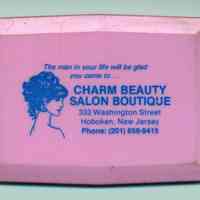 The man in your life will be glad
you came to ...
CHARM BEAUTY
SALON BOUTIQUE
333 Washington Street
Hoboken, New Jersey
Phone: (201) 659-9415